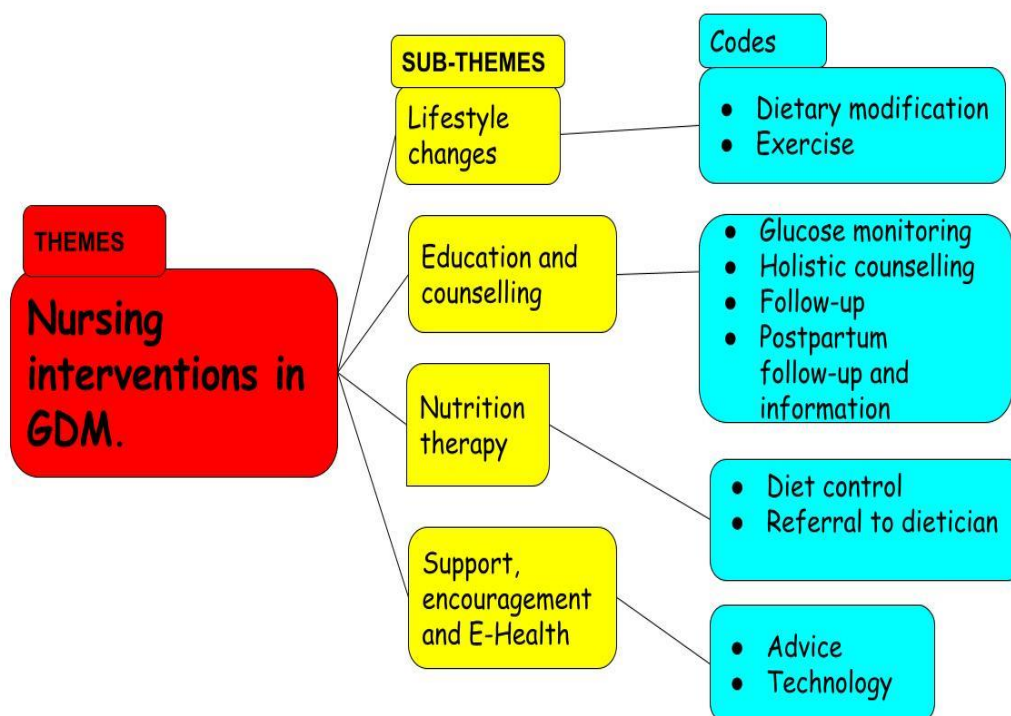 THEMES
Nursing
interventions in
GDM.
SUB-THEMES
Lifestyle
changes
Education and
counselling
Nutrition
therapy
Support,
encouragement
and E-Health
Codes
● Dietary modification
● Exercise
● Glucose monitoring
● Holistic counselling
● Follow-up
● Postpartum
follow-up and
information
● Diet control
● Referral to dietician
● Advice
● Technology